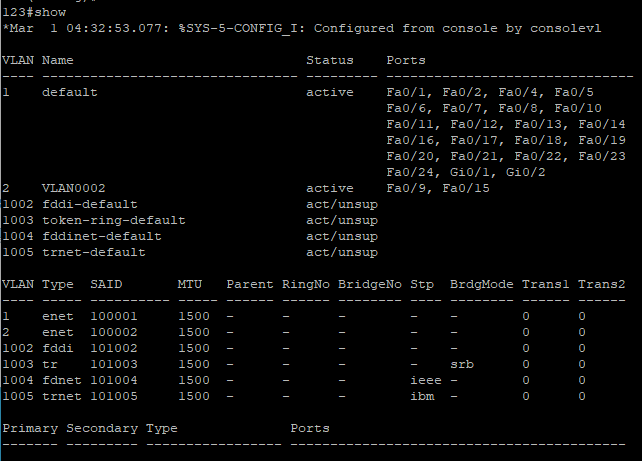 123#show
*Mar  1 04:32:53.077: %SYS-5-CONFIG_I: Configured from console by consolevl
VLAN Name                             Status    Ports
---- -------------------------------- --------- -------------------------------
1    default                          active    Fa0/1, Fa0/2, Fa0/4, Fa0/5
                                                Fa0/6, Fa0/7, Fa0/8, Fa0/10
                                                Fa0/11, Fa0/12, Fa0/13, Fa0/14
                                                Fa0/16, Fa0/17, Fa0/18, Fa0/19
                                                Fa0/20, Fa0/21, Fa0/22, Fa0/23
                                                Fa0/24, Gi0/1, Gi0/2
2    VLAN0002                         active    Fa0/9, Fa0/15
1002 fddi-default                     act/unsup
1003 token-ring-default               act/unsup
1004 fddinet-default                  act/unsup
1005 trnet-default                    act/unsup
VLAN Type  SAID       MTU   Parent RingNo BridgeNo Stp  BrdgMode Trans1 Trans2
---- ----- ---------- ----- ------ ------ -------- ---- -------- ------ ------
1    enet  100001     1500  -      -      -        -    -        0      0
2    enet  100002     1500  -      -      -        -    -        0      0
1002 fddi  101002     1500  -      -      -        -    -        0      0
1003 tr    101003     1500  -      -      -        -    srb      0      0
1004 fdnet 101004     1500  -      -      -        ieee -        0      0
1005 trnet 101005     1500  -      -      -        ibm  -        0      0
Primary Secondary Type              Ports
------- --------- ----------------- ------------------------------------------